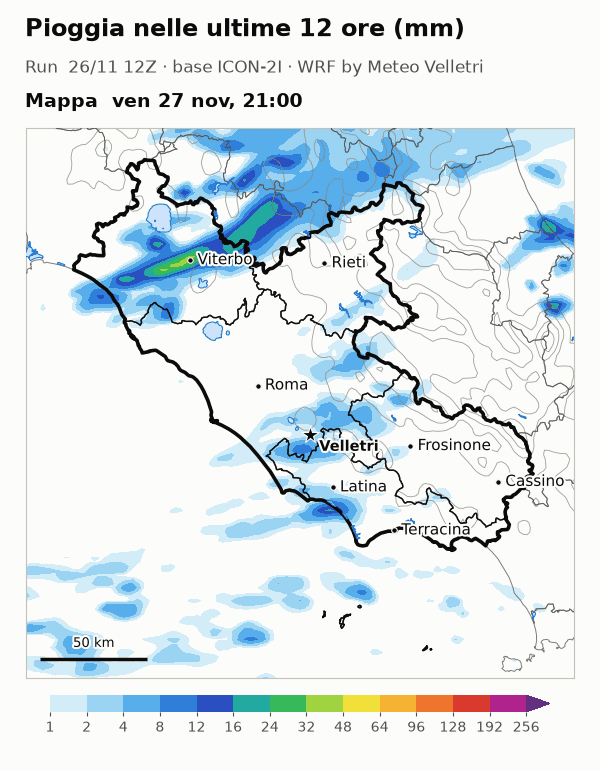 Pioggia nelle ultime 12 ore (mm)
Run  26/11 12Z · base ICON-2I · WRF by Meteo Velletri
Mappa  ven 27 nov, 21:00
Viterbo
Rieti
Roma
Velletri
Frosinone
Latina
Cassino
Terracina
50 km
1 2 4 8 12 16 24 32 48 64 96 128 192 256